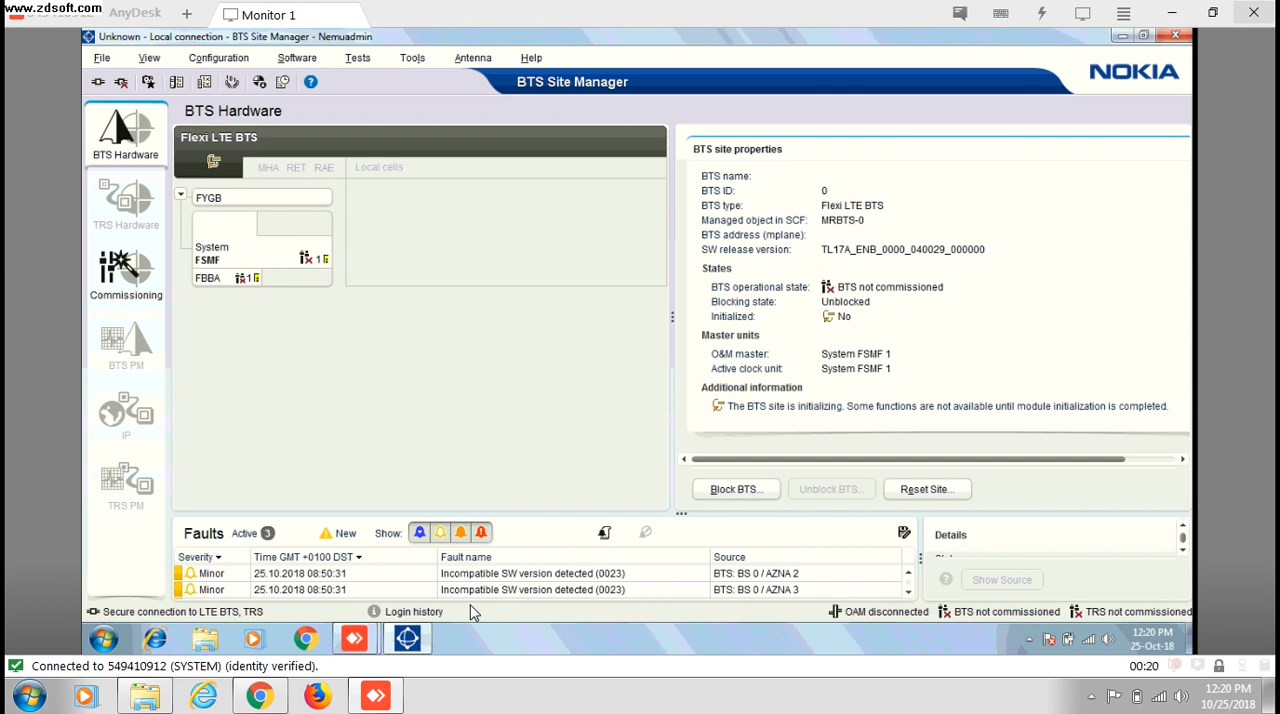 www.zdsoft.com
AnyDesk + Monitor 1
Unknown - Local connection - BTS Site Manager - Nemuadmin
File View Configuration Software Tests Tools Antenna Help
BTS Site Manager
NOKIA
BTS Hardware
TRS Hardware
Commissioning
BTS PM
IP
TRS PM
BTS Hardware
Flexi LTE BTS
MHA RET RAE Local cells
FYGB
System
FSMF 1
FBBA 1
BTS site properties
BTS name:
BTS ID: 0
BTS type: Flexi LTE BTS
Managed object in SCF: MRBTS-0
BTS address (mplane):
SW release version: TL17A_ENB_0000_040029_000000
States
BTS operational state: BTS not commissioned
Blocking state: Unblocked
Initialized: No
Master units
O&M master: System FSMF 1
Active clock unit: System FSMF 1
Additional information
The BTS site is initializing. Some functions are not available until module initialization is completed.
Block BTS... Unblock BTS... Reset Site...
Faults Active 3 New Show:
Severity Time GMT +0100 DST Fault name Source
Minor 25.10.2018 08:50:31 Incompatible SW version detected (0023) BTS: BS 0 / AZNA 2
Minor 25.10.2018 08:50:31 Incompatible SW version detected (0023) BTS: BS 0 / AZNA 3
Details
Show Source
Secure connection to LTE BTS, TRS Login history OAM disconnected BTS not commissioned TRS not commissioned
12:20 PM
25-Oct-18
Connected to 549410912 (SYSTEM) (identity verified). 00:20
12:20 PM
10/25/2018